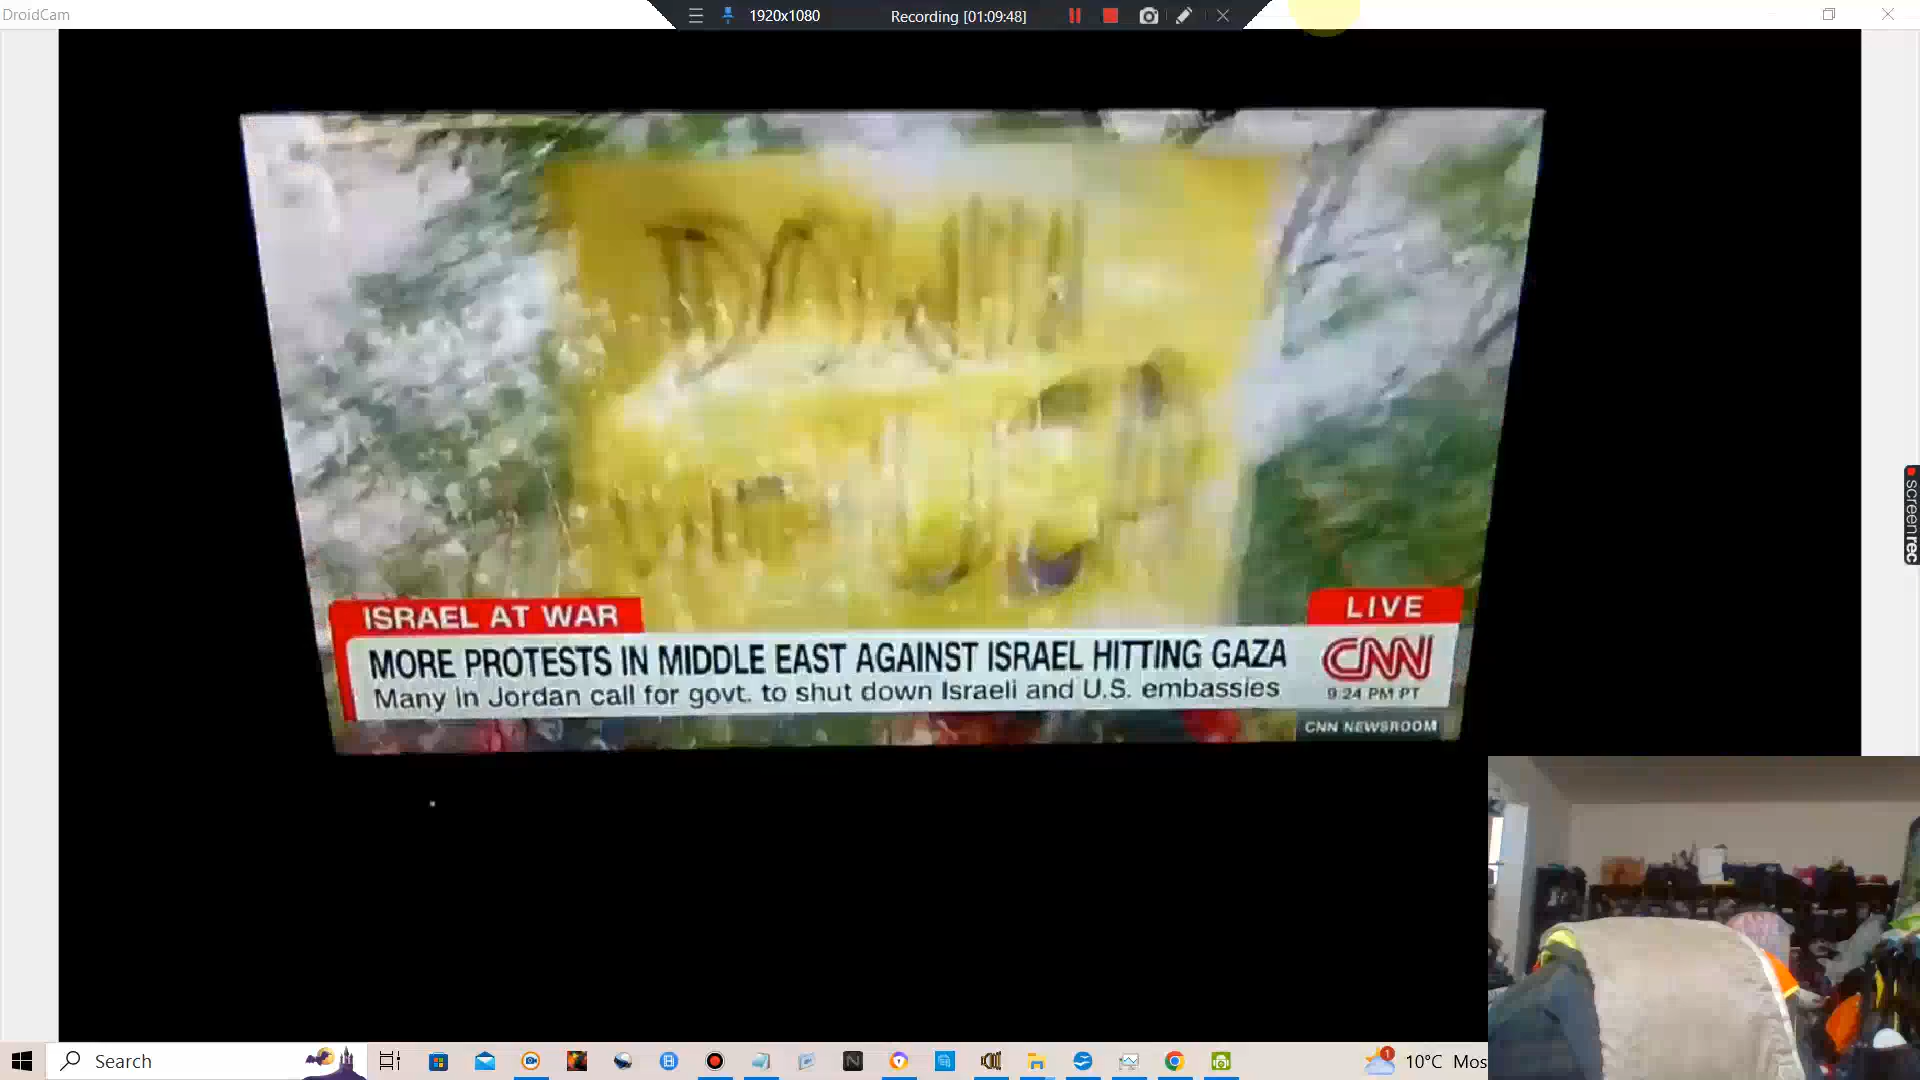 DroidCam
1920x1080
Recording [01:09:48]
ISRAEL AT WAR
LIVE
MORE PROTESTS IN MIDDLE EAST AGAINST ISRAEL HITTING GAZA
Many in Jordan call for govt. to shut down Israeli and U.S. embassies
CNN
9:24 PM PT
CNN NEWSROOM
screenrec
Search
1
10°C Mos